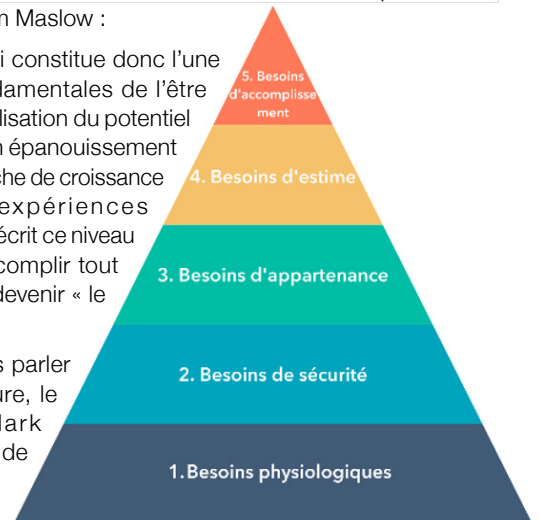 m Maslow :
i constitue donc l’une
damentales de l’être
lisation du potentiel
n épanouissement
che de croissance
expériences
écrit ce niveau
complir tout
devenir « le
s parler
ure, le
lark
de
5. Besoins
d'accomplisse
ment
4. Besoins d'estime
3. Besoins d'appartenance
2. Besoins de sécurité
1.Besoins physiologiques